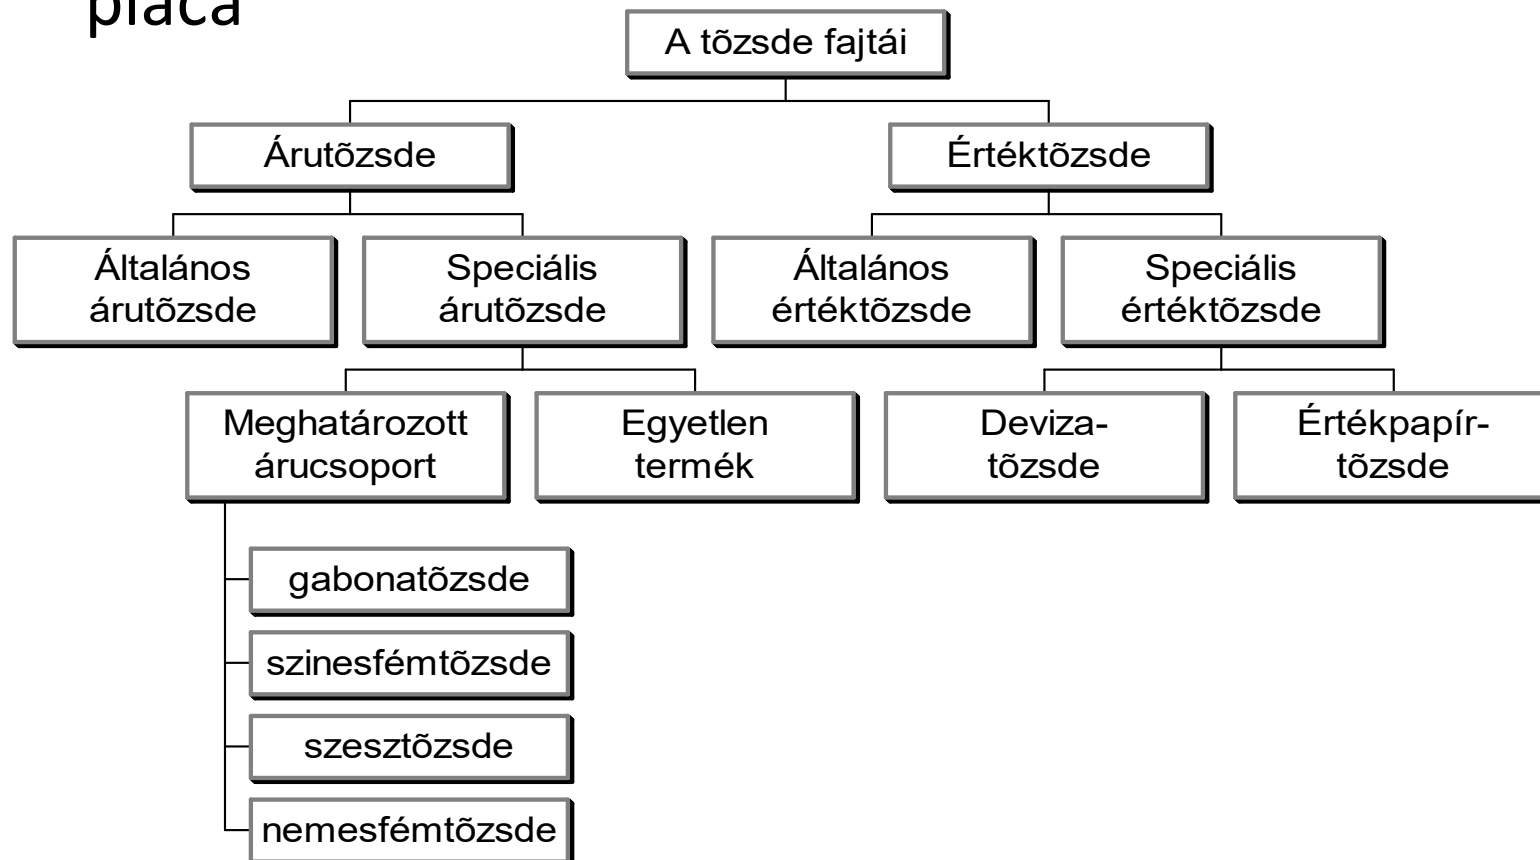 piaca
A tõzsde fajtái
Árutõzsde
Értéktõzsde
Általános
árutõzsde
Speciális
árutõzsde
Általános
értéktõzsde
Speciális
értéktõzsde
Meghatározott
árucsoport
Egyetlen
termék
Deviza-
tõzsde
Értékpapír-
tõzsde
gabonatõzsde
szinesfémtõzsde
szesztõzsde
nemesfémtõzsde